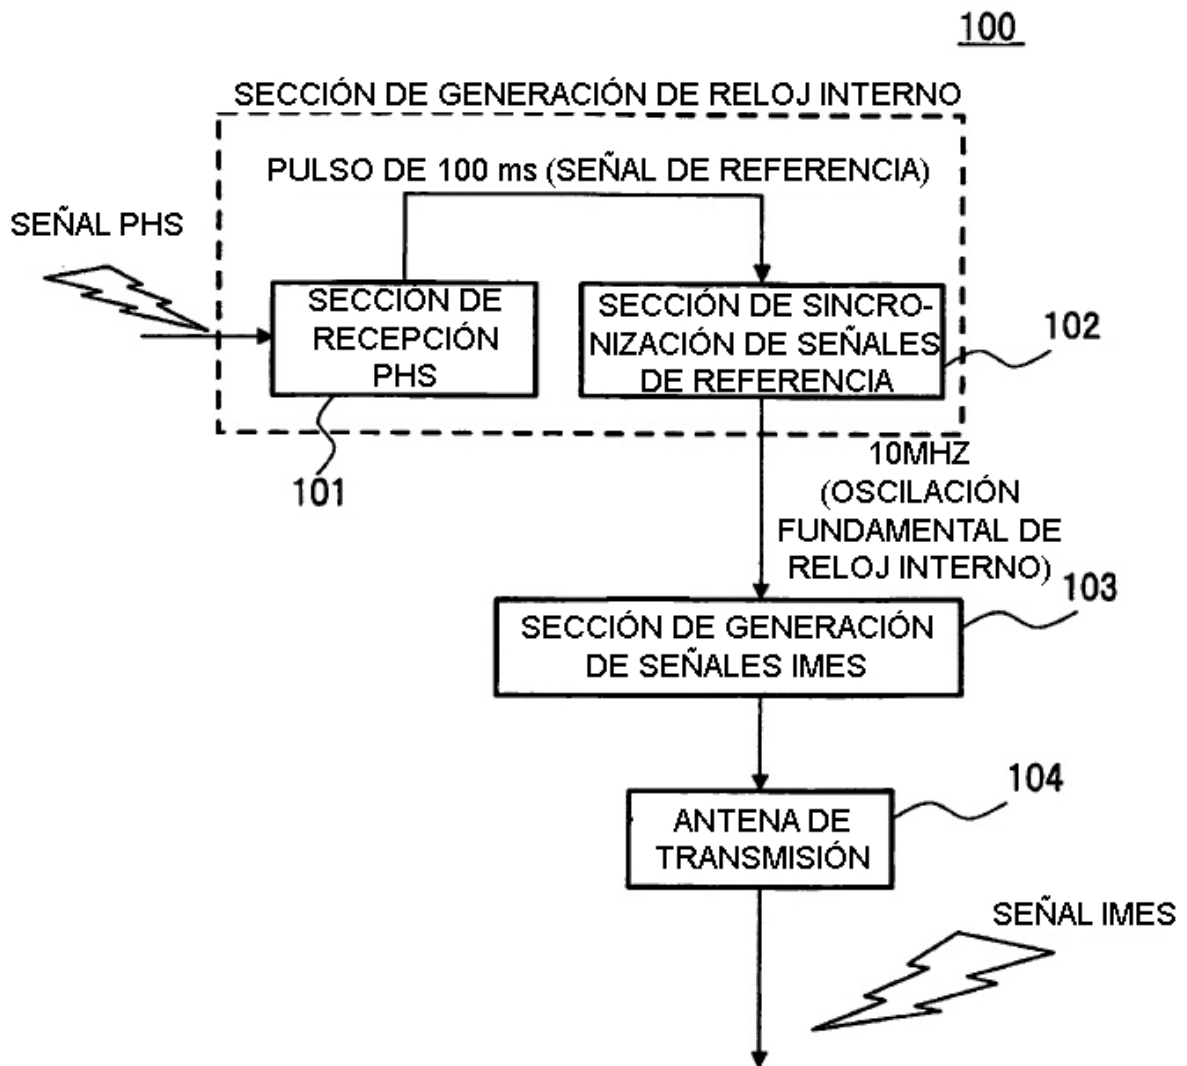 100
SECCIÓN DE GENERACIÓN DE RELOJ INTERNO
PULSO DE 100 ms (SEÑAL DE REFERENCIA)
SEÑAL PHS
SECCIÓN DE
RECEPCIÓN
PHS
SECCIÓN DE SINCRO-
NIZACIÓN DE SEÑALES
DE REFERENCIA
102
101
10MHZ
(OSCILACIÓN
FUNDAMENTAL DE
RELOJ INTERNO)
103
SECCIÓN DE GENERACIÓN
DE SEÑALES IMES
104
ANTENA DE
TRANSMISIÓN
SEÑAL IMES